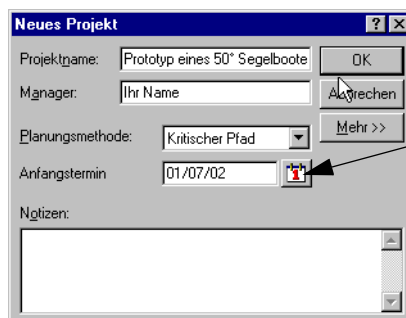 Neues Projekt
Projektname: Prototyp eines 50° Segelboote OK
Manager: Ihr Name Abbrechen
Planungsmethode: Kritischer Pfad Mehr >>
Anfangstermin 01/07/02
Notizen: